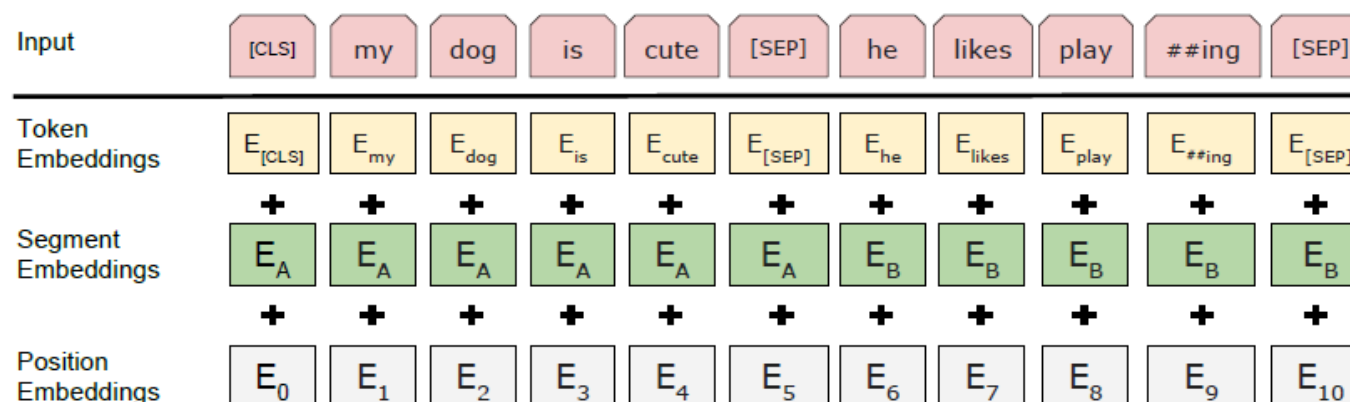 Input [CLS] my dog is cute [SEP] he likes play ##ing [SEP]
Token
Embeddings
E[CLS] Emy Edog Eis Ecute E[SEP] Ehe Elikes Eplay E##ing E[SEP]
+ + + + + + + + + + +
Segment
Embeddings
EA EA EA EA EA EA EB EB EB EB EB
+ + + + + + + + + + +
Position
Embeddings
E0 E1 E2 E3 E4 E5 E6 E7 E8 E9 E10